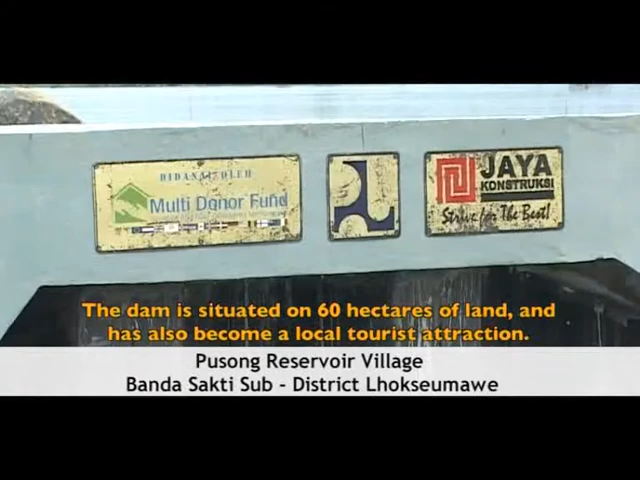 DIDANAI OLEH
Multi Donor Fund
JAYA
KONSTRUKSI
Strive for The Best!
The dam is situated on 60 hectares of land, and
has also become a local tourist attraction.
Pusong Reservoir Village
Banda Sakti Sub - District Lhokseumawe